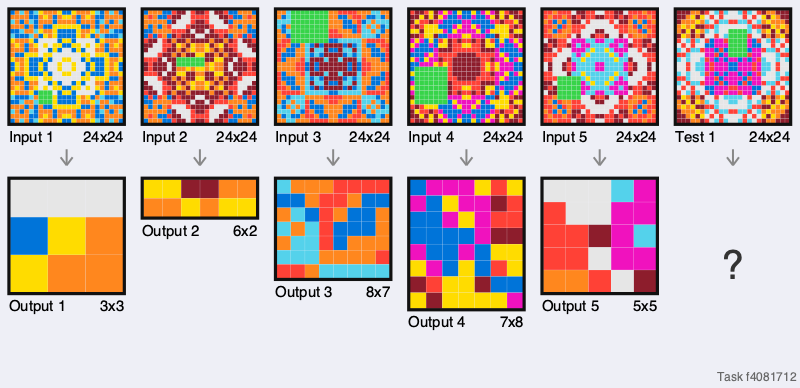 Input 1 24x24
Input 2 24x24
Input 3 24x24
Input 4 24x24
Input 5 24x24
Test 1 24x24
Output 1 3x3
Output 2 6x2
Output 3 8x7
Output 4 7x8
Output 5 5x5
?
Task f4081712